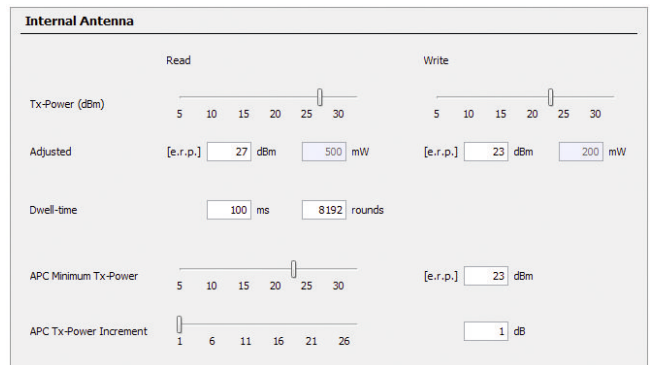 Internal Antenna
Read Write
Tx-Power (dBm)
5 10 15 20 25 30 5 10 15 20 25 30
Adjusted [e.r.p.] 27 dBm 500 mW [e.r.p.] 23 dBm 200 mW
Dwell-time 100 ms 8192 rounds
APC Minimum Tx-Power [e.r.p.] 23 dBm
5 10 15 20 25 30
APC Tx-Power Increment 1 dB
1 6 11 16 21 26